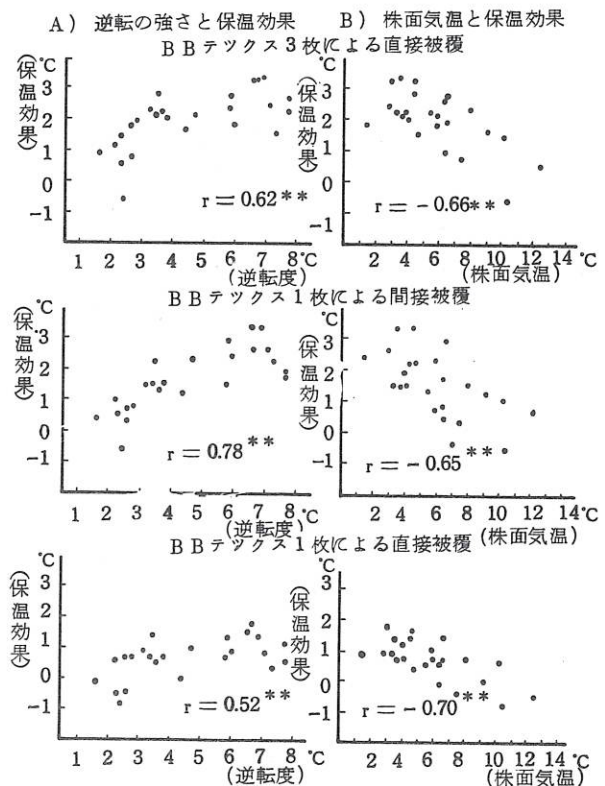 A) 逆転の強さと保温効果 B) 株面気温と保温効果
BBテツクス3枚による直接被覆
℃ ℃
(保温効果) (保温効果)
3 3
2 2
1 1
0 0
-1 -1
r=0.62** r=-0.66**
1 2 3 4 5 6 7 8℃ 2 4 6 8 10 12 14℃
(逆転度) (株面気温)
BBテツクス1枚による間接被覆
℃ ℃
(保温効果) (保温効果)
3 3
2 2
1 1
0 0
-1 -1
r=0.78** r=-0.65**
1 2 3 4 5 6 7 8℃ 2 4 6 8 10 12 14℃
(逆転度) (株面気温)
BBテツクス1枚による直接被覆
℃ ℃
(保温効果) (保温効果)
3 3
2 2
1 1
0 0
-1 -1
r=0.52** r=-0.70**
1 2 3 4 5 6 7 8 ℃ 2 4 6 8 10 12 14℃
(逆転度) (株面気温)